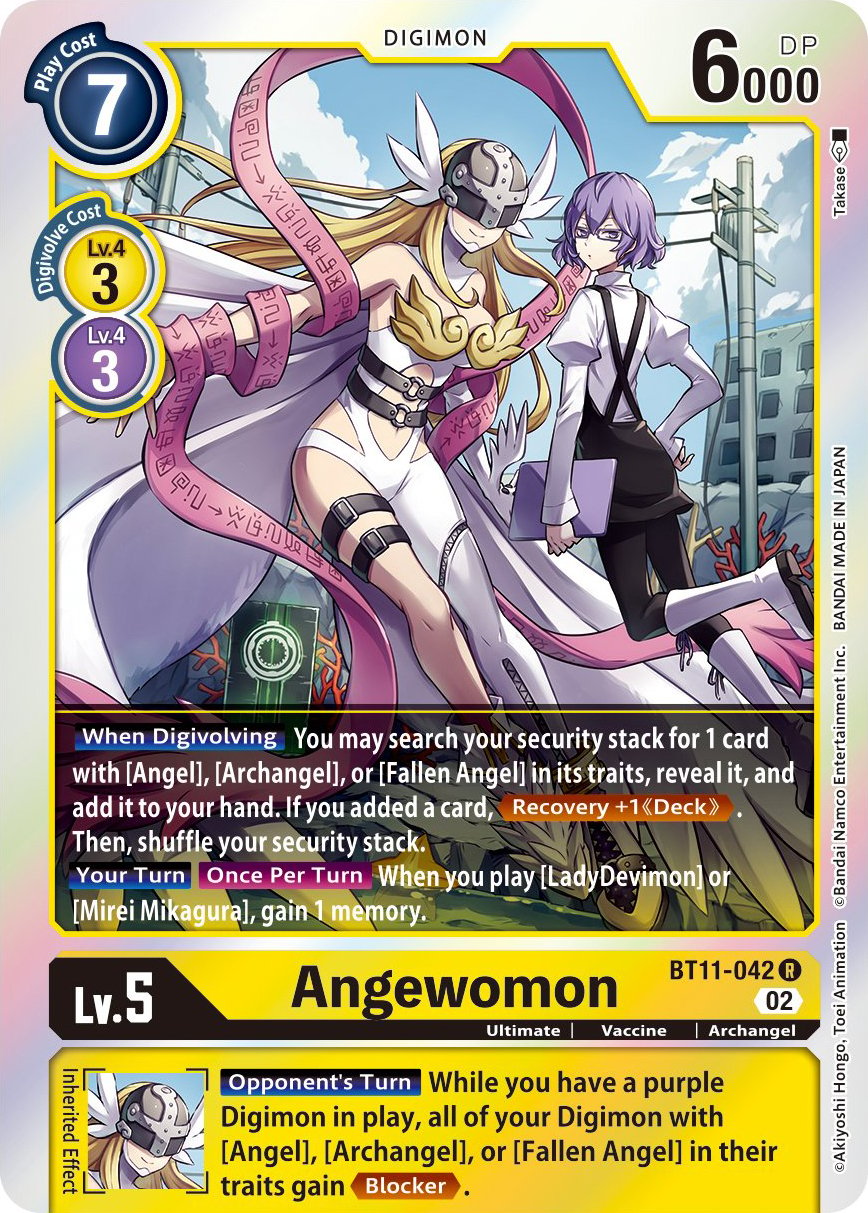 DIGIMON
Play Cost
7
DP
6000
Digivolve Cost
Lv.4
3
Lv.4
3
Takase
BANDAI MADE IN JAPAN
©Bandai Namco Entertainment Inc.
©Akiyoshi Hongo, Toei Animation
When Digivolving You may search your security stack for 1 card
with [Angel], [Archangel], or [Fallen Angel] in its traits, reveal it, and
add it to your hand. If you added a card, Recovery +1《Deck》.
Then, shuffle your security stack.
Your Turn Once Per Turn When you play [LadyDevimon] or
[Mirei Mikagura], gain 1 memory.
Lv.5
Angewomon
BT11-042 R
02
Ultimate | Vaccine | Archangel
Inherited Effect
Opponent's Turn While you have a purple
Digimon in play, all of your Digimon with
[Angel], [Archangel], or [Fallen Angel] in their
traits gain Blocker.